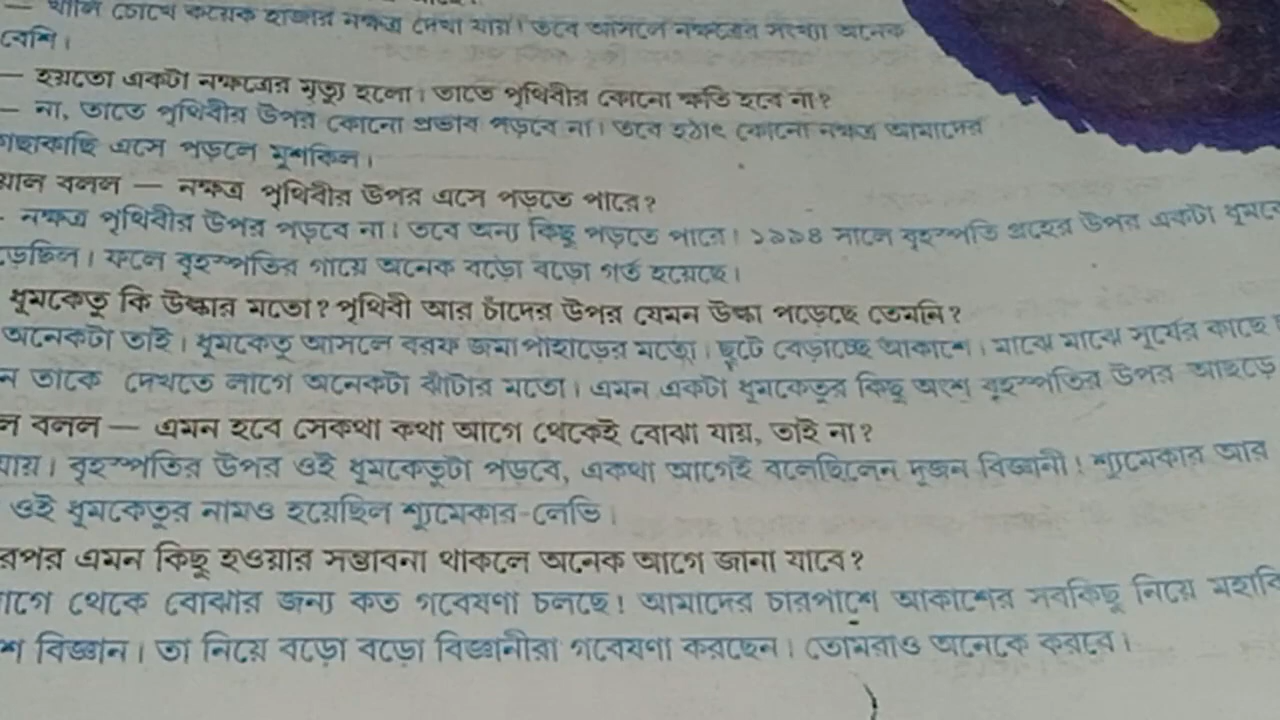 — খালি চোখে কয়েক হাজার নক্ষত্র দেখা যায়। তবে আসলে নক্ষত্রের সংখ্যা অনেক
বেশি।
— হয়তো একটা নক্ষত্রের মৃত্যু হলো। তাতে পৃথিবীর কোনো ক্ষতি হবে না?
— না, তাতে পৃথিবীর উপর কোনো প্রভাব পড়বে না। তবে হঠাৎ কোনো নক্ষত্র আমাদের
কাছাকাছি এসে পড়লে মুশকিল।
বলল — নক্ষত্র পৃথিবীর উপর এসে পড়তে পারে?
- নক্ষত্র পৃথিবীর উপর পড়বে না। তবে অন্য কিছু পড়তে পারে। ১৯৯৪ সালে বৃহস্পতি গ্রহের উপর একটা ধূমকে
ড়েছিল। ফলে বৃহস্পতির গায়ে অনেক বড়ো বড়ো গর্ত হয়েছে।
ধূমকেতু কি উল্কার মতো? পৃথিবী আর চাঁদের উপর যেমন উল্কা পড়েছে তেমনি?
অনেকটা তাই। ধূমকেতু আসলে বরফ জমা পাহাড়ের মতো। ছুটে বেড়াচ্ছে আকাশে। মাঝে মাঝে সূর্যের কাছে
ন তাকে দেখতে লাগে অনেকটা ঝাঁটার মতো। এমন একটা ধূমকেতুর কিছু অংশ বৃহস্পতির উপর আছড়ে
ল বলল — এমন হবে সেকথা কথা আগে থেকেই বোঝা যায়, তাই না?
যায়। বৃহস্পতির উপর ওই ধূমকেতুটা পড়বে, একথা আগেই বলেছিলেন দুজন বিজ্ঞানী। শ্যুমেকার আর
ওই ধূমকেতুর নামও হয়েছিল শ্যুমেকার-লেভি।
রপর এমন কিছু হওয়ার সম্ভাবনা থাকলে অনেক আগে জানা যাবে?
াগে থেকে বোঝার জন্য কত গবেষণা চলছে! আমাদের চারপাশে আকাশের সবকিছু নিয়ে মহাবি
শ বিজ্ঞান। তা নিয়ে বড়ো বড়ো বিজ্ঞানীরা গবেষণা করছেন। তোমরাও অনেকে করবে।